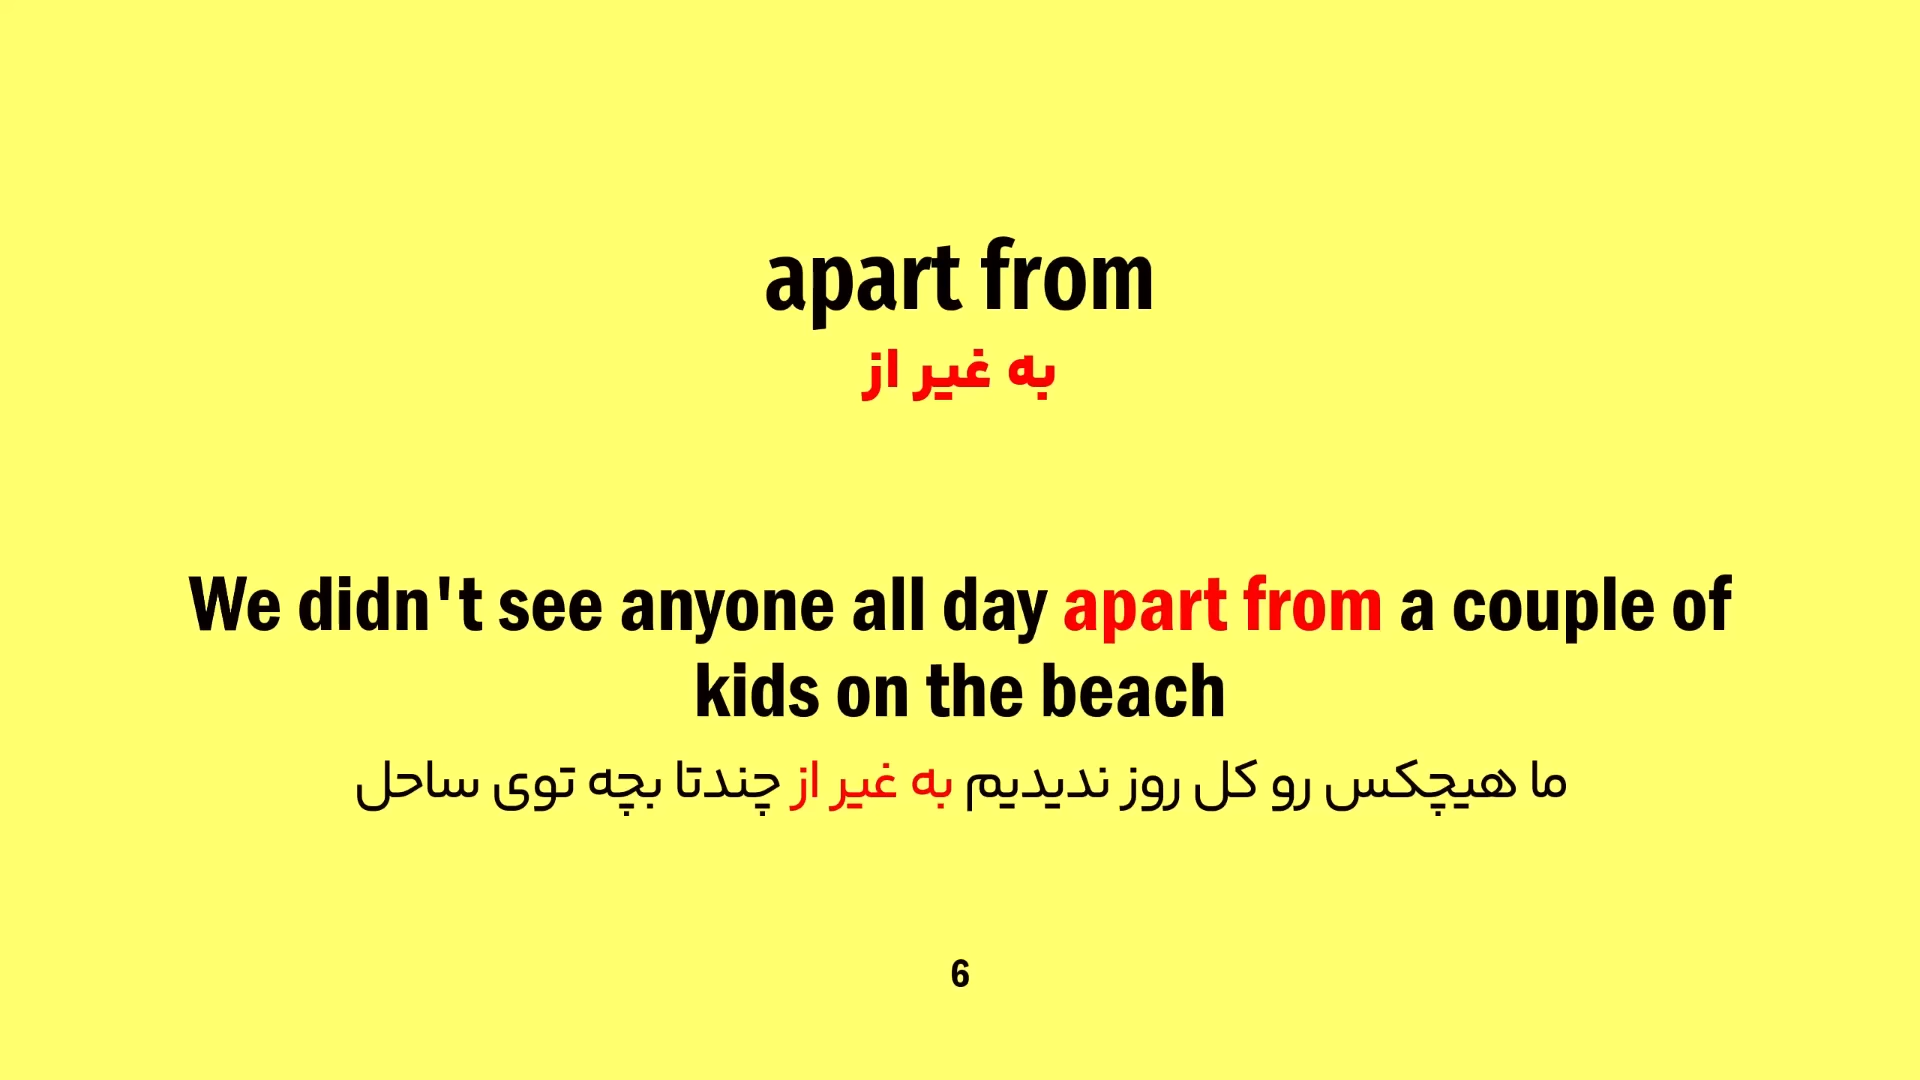 apart from
به غیر از
We didn't see anyone all day apart from a couple of
kids on the beach
ما هیچکس رو کل روز ندیدیم به غیر از چندتا بچه توی ساحل
6